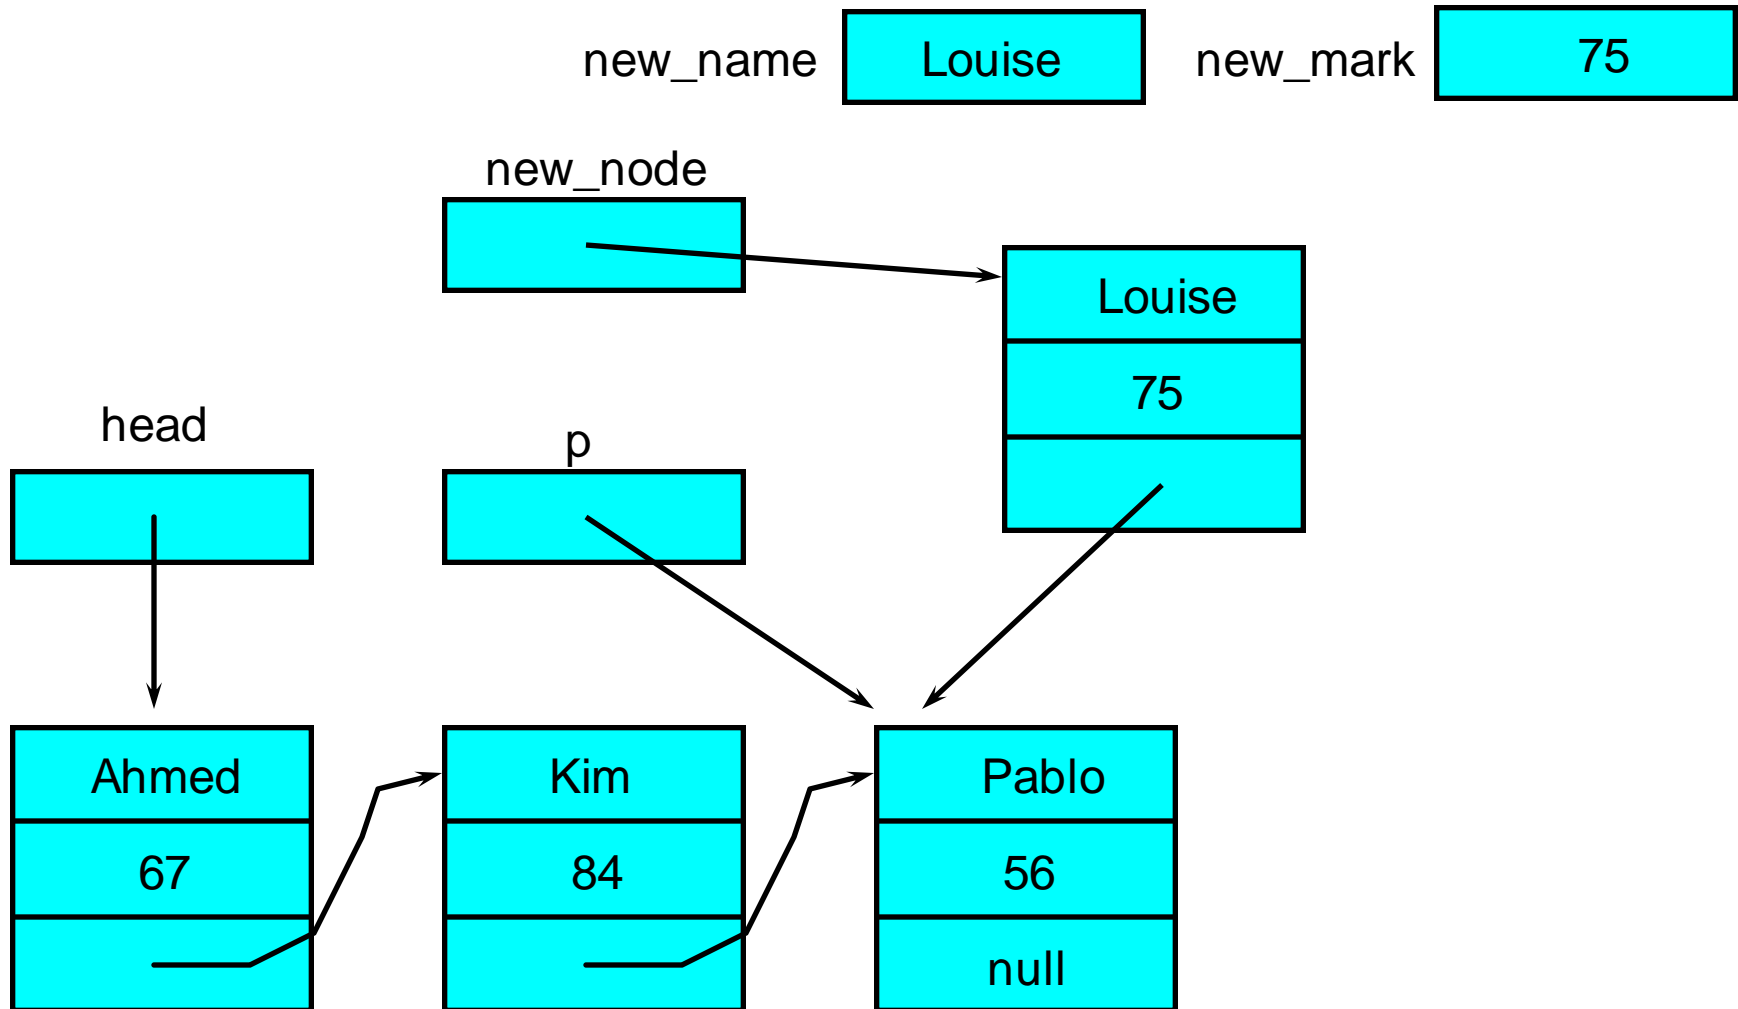 new_name Louise new_mark 75
new_node
Louise
75
head
p
Ahmed Kim Pablo
67 84 56
null